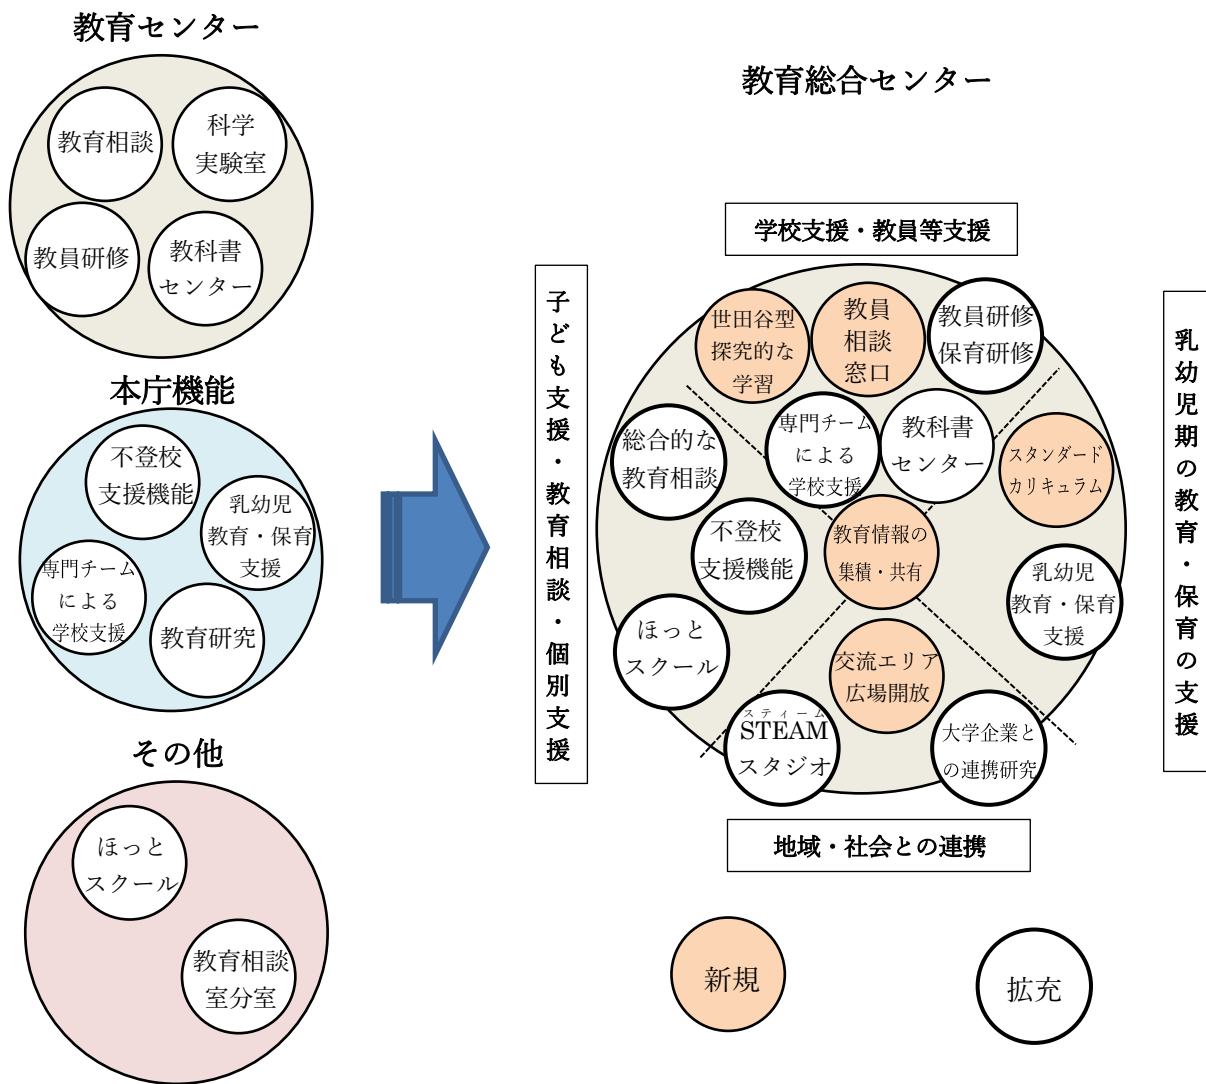 教育センター
教育相談
科学
実験室
教員研修
教科書
センター
本庁機能
不登校
支援機能
乳幼児
教育・保育
支援
専門チーム
による
学校支援
教育研究
その他
ほっと
スクール
教育相談
室分室
教育総合センター
学校支援・教員等支援
子ども支援・教育相談・個別支援
乳幼児期の教育・保育の支援
世田谷型
探究的な
学習
教員
相談
窓口
教員研修
保育研修
総合的な
教育相談
専門チーム
による
学校支援
教科書
センター
スタンダード
カリキュラム
不登校
支援機能
教育情報の
集積・共有
乳幼児
教育・保育
支援
ほっと
スクール
交流エリア
広場開放
スティーム
STEAM
スタジオ
大学企業と
の連携研究
地域・社会との連携
新規
拡充